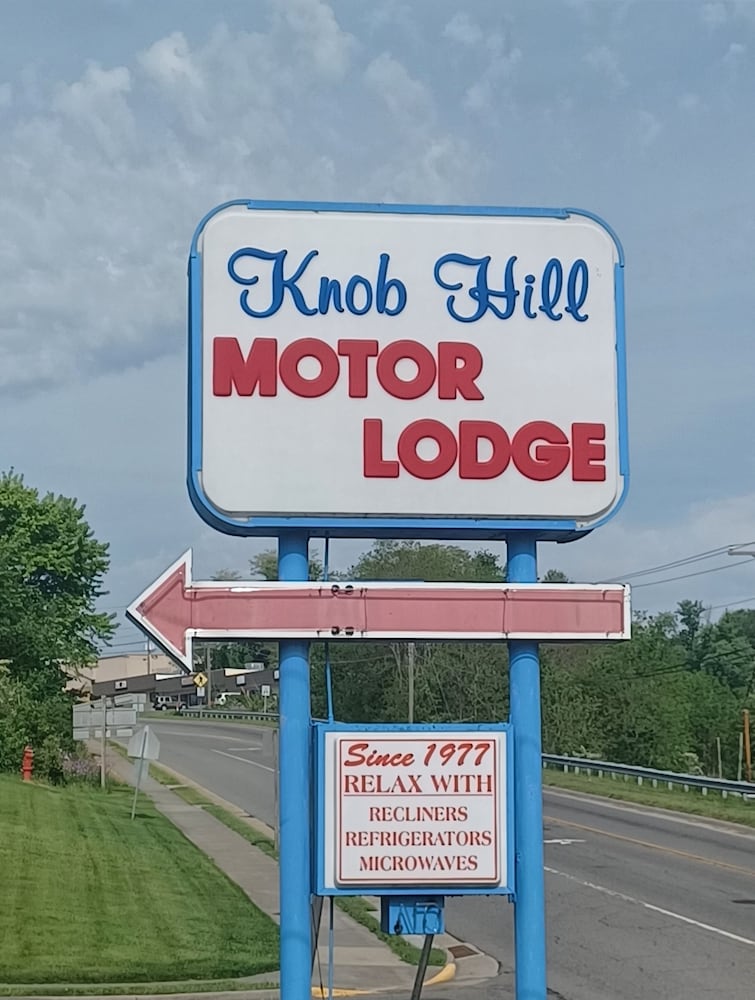 Knob Hill
MOTOR
LODGE
Since 1977
RELAX WITH
RECLINERS
REFRIGERATORS
MICROWAVES